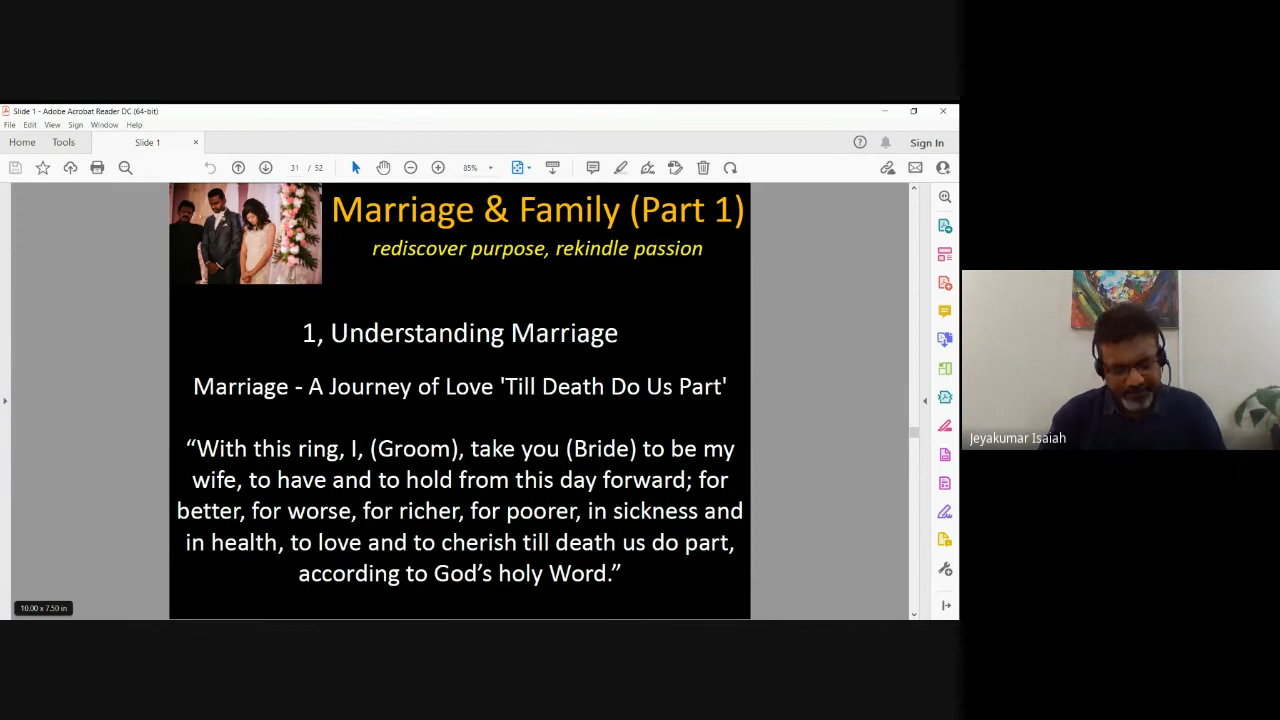 Slide 1 - Adobe Acrobat Reader DC (64-bit)
File Edit View Sign Window Help
Home Tools Slide 1 × Sign In
31 / 52 85%
Marriage & Family (Part 1)
rediscover purpose, rekindle passion
1, Understanding Marriage
Marriage - A Journey of Love 'Till Death Do Us Part'
“With this ring, I, (Groom), take you (Bride) to be my
wife, to have and to hold from this day forward; for
better, for worse, for richer, for poorer, in sickness and
in health, to love and to cherish till death us do part,
according to God’s holy Word.”
10.00 x 7.50 in
Jeyakumar Isaiah